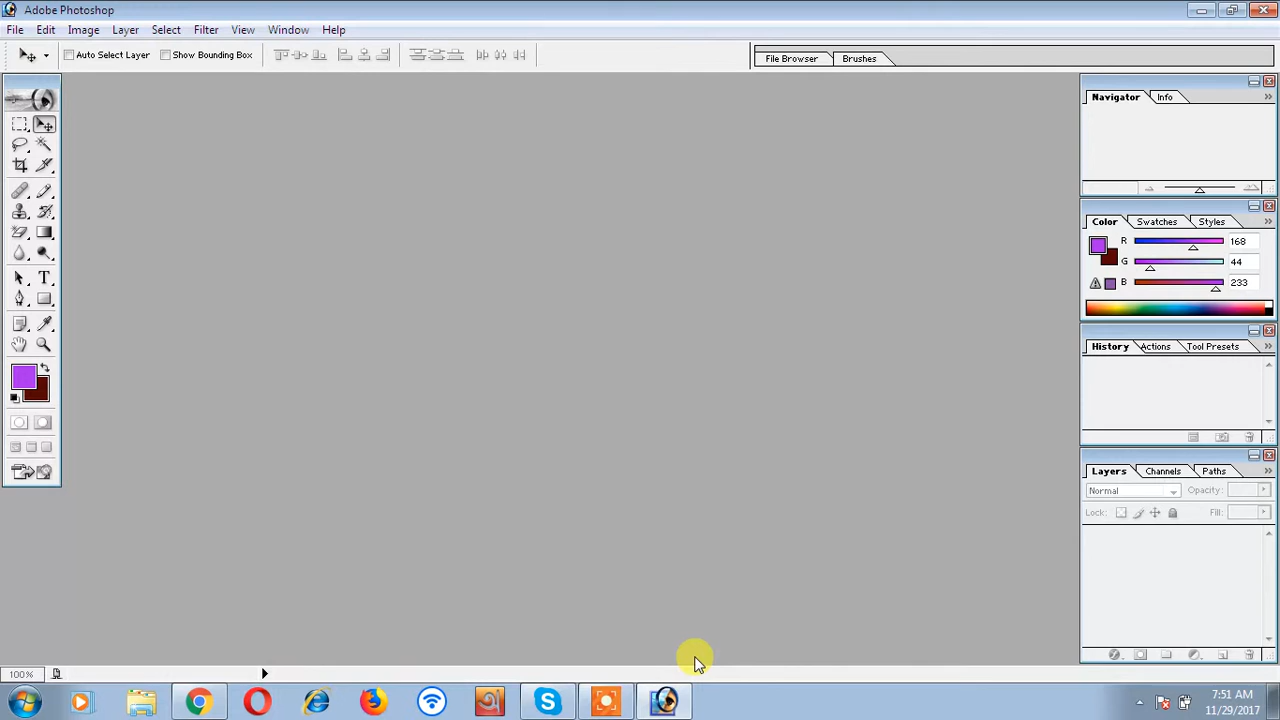 Adobe Photoshop
File Edit Image Layer Select Filter View Window Help
Auto Select Layer Show Bounding Box File Browser Brushes
Navigator Info
Color Swatches Styles
R 168
G 44
B 233
History Actions Tool Presets
Layers Channels Paths
Normal Opacity:
Lock: Fill:
100%
7:51 AM
11/29/2017